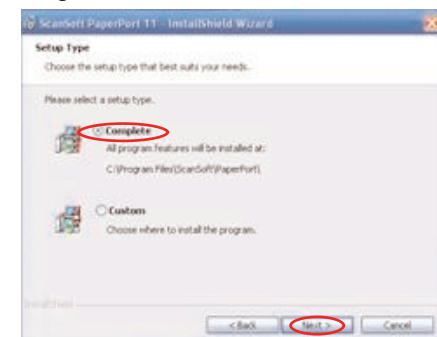 ScanSoft PaperPort 11 - InstallShield Wizard
Setup Type
Choose the setup type that best suits your needs.
Please select a setup type.
Complete
All program features will be installed at:
C:\Program Files\ScanSoft\PaperPort\
Custom
Choose where to install the program.
InstallShield
< Back
Next >
Cancel